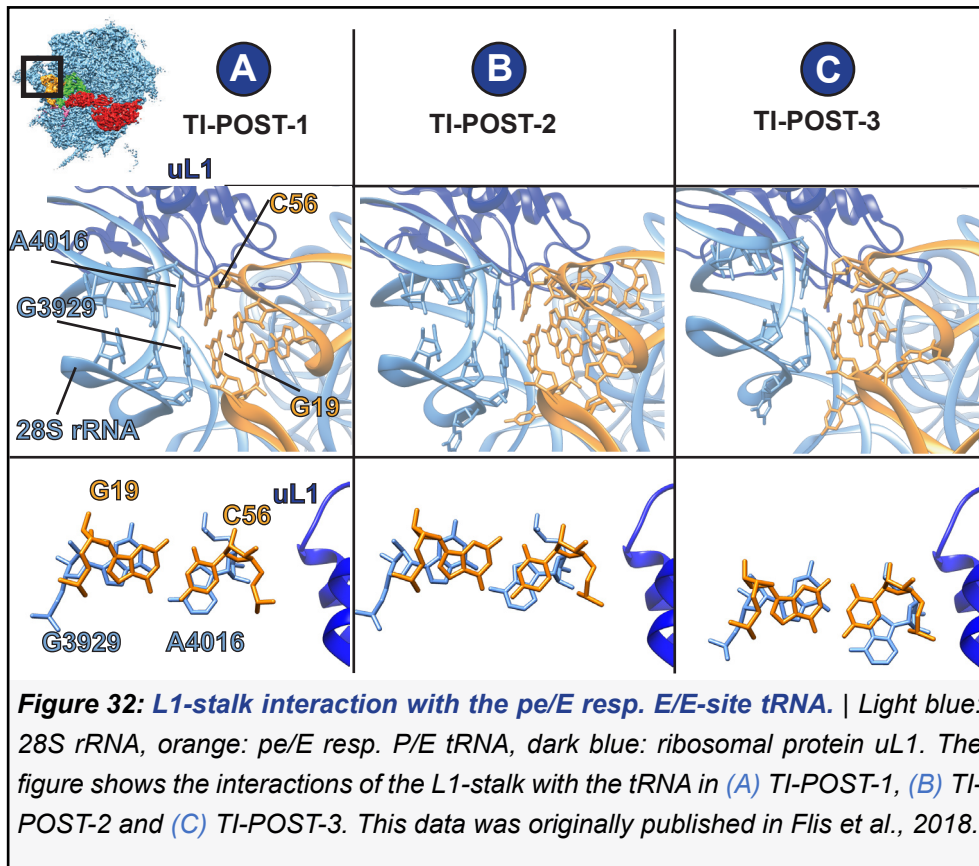 A
B
C
TI-POST-1
TI-POST-2
TI-POST-3
uL1
C56
A4016
G3929
G19
28S rRNA
G19
uL1
C56
G3929
A4016
Figure 32: L1-stalk interaction with the pe/E resp. E/E-site tRNA. | Light blue:
28S rRNA, orange: pe/E resp. P/E tRNA, dark blue: ribosomal protein uL1. The
figure shows the interactions of the L1-stalk with the tRNA in (A) TI-POST-1, (B) TI-
POST-2 and (C) TI-POST-3. This data was originally published in Flis et al., 2018.